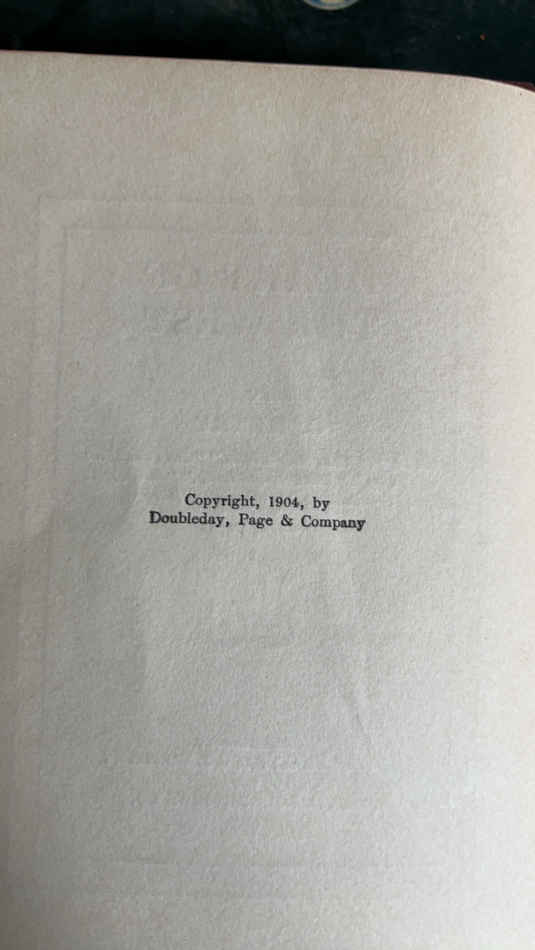 Copyright, 1904, by
Doubleday, Page & Company